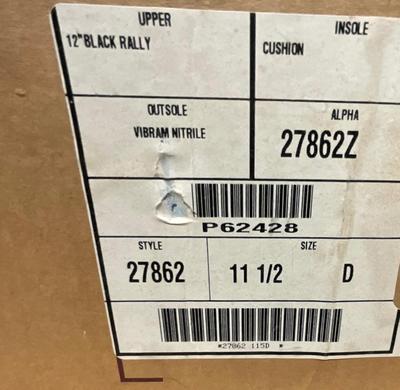 UPPER INSOLE
12"BLACK RALLY CUSHION
OUTSOLE ALPHA
VIBRAM NITRILE 27862Z
P62428
STYLE SIZE
27862 11 1/2 D
*27862 115D *